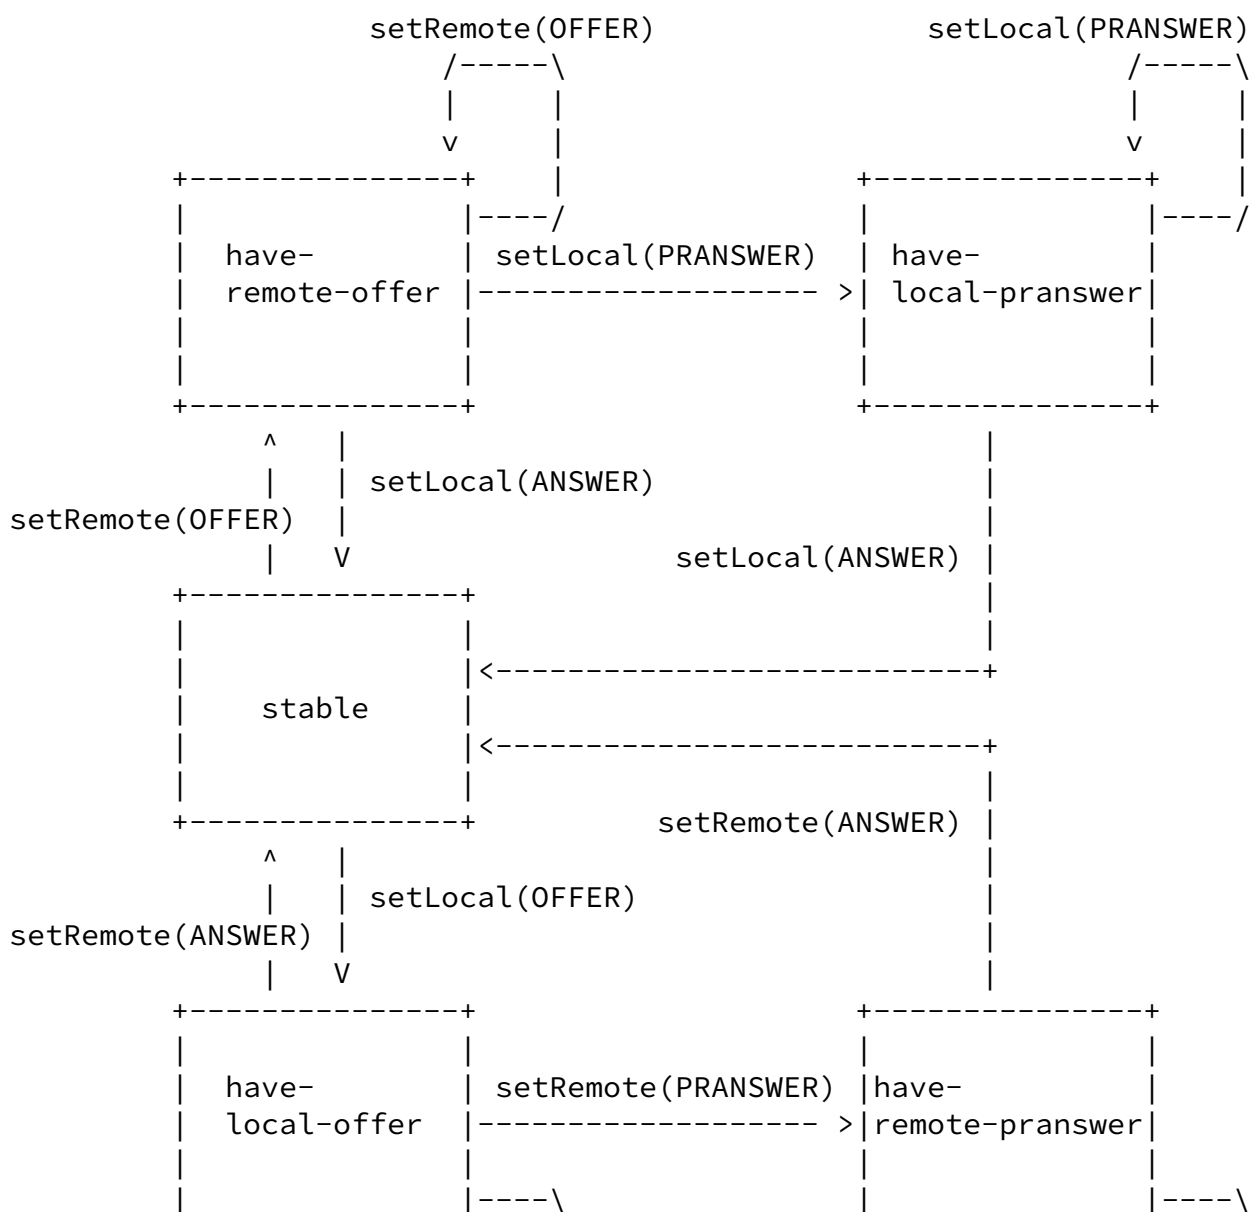 setRemote(OFFER) setLocal(PRANSWER)
have- setLocal(PRANSWER) have-
remote-offer local-pranswer
setLocal(ANSWER)
setRemote(OFFER)
setLocal(ANSWER)
stable
setRemote(ANSWER)
setLocal(OFFER)
setRemote(ANSWER)
have- setRemote(PRANSWER) have-
local-offer remote-pranswer